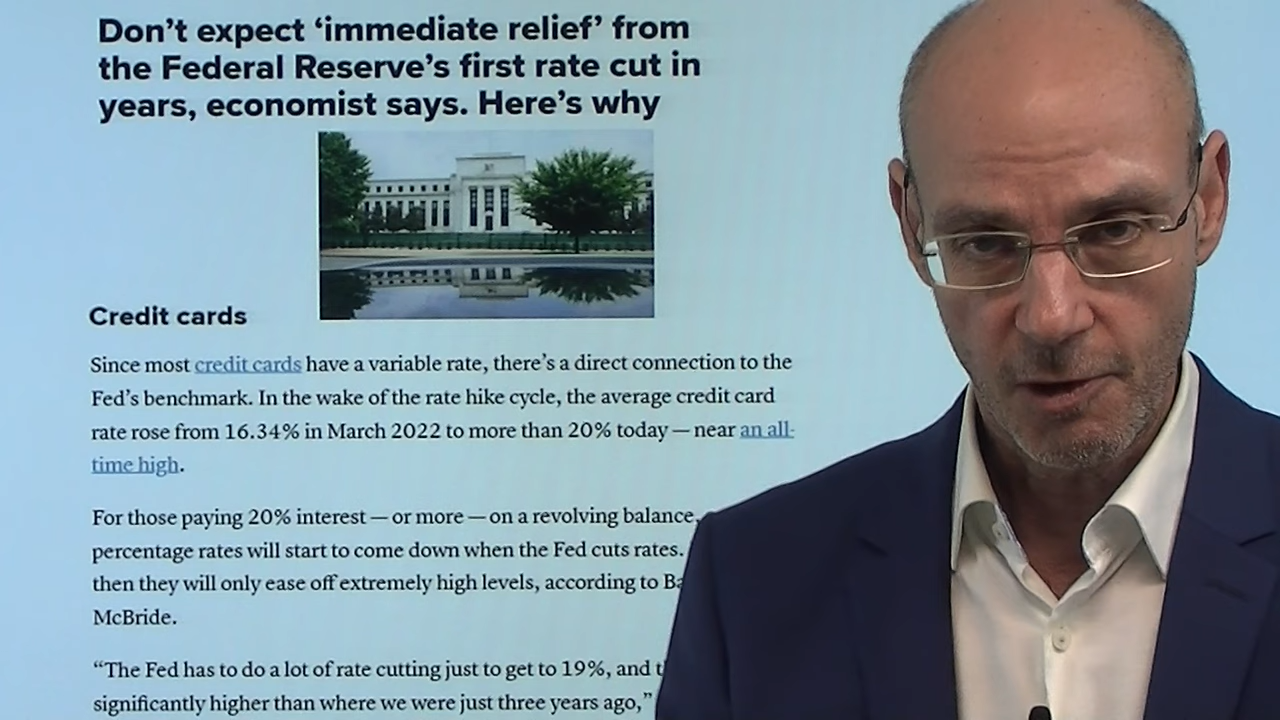 Don’t expect ‘immediate relief’ from
the Federal Reserve’s first rate cut in
years, economist says. Here’s why
Credit cards
Since most credit cards have a variable rate, there’s a direct connection to the
Fed’s benchmark. In the wake of the rate hike cycle, the average credit card
rate rose from 16.34% in March 2022 to more than 20% today — near an all-
time high.
For those paying 20% interest — or more — on a revolving balance,
percentage rates will start to come down when the Fed cuts rates.
then they will only ease off extremely high levels, according to
McBride.
“The Fed has to do a lot of rate cutting just to get to 19%, and
significantly higher than where we were just three years ago,”